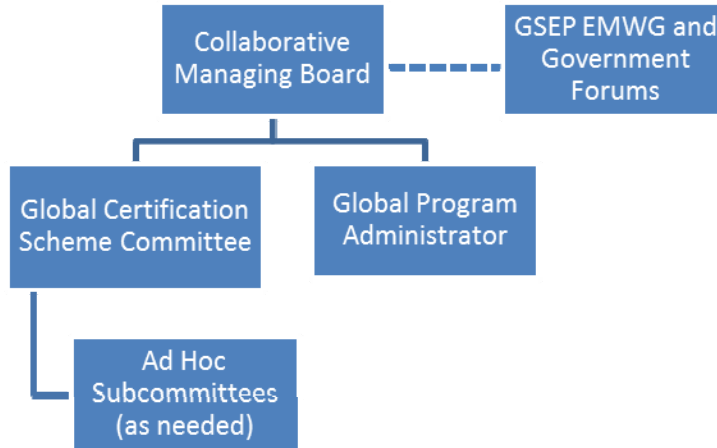 Collaborative
Managing Board
GSEP EMWG and
Government
Forums
Global Certification
Scheme Committee
Global Program
Administrator
Ad Hoc
Subcommittees
(as needed)